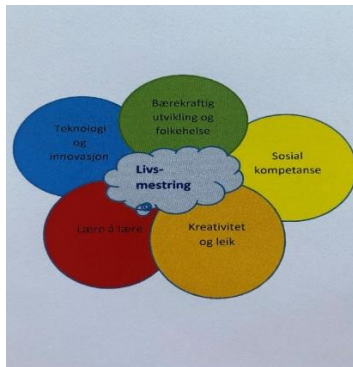 Bærekraftig
utvikling og
folkehelse
Teknologi
og
innovasjon
Livs-
mestring
Sosial
kompetanse
Lære å lære
Kreativitet
og leik